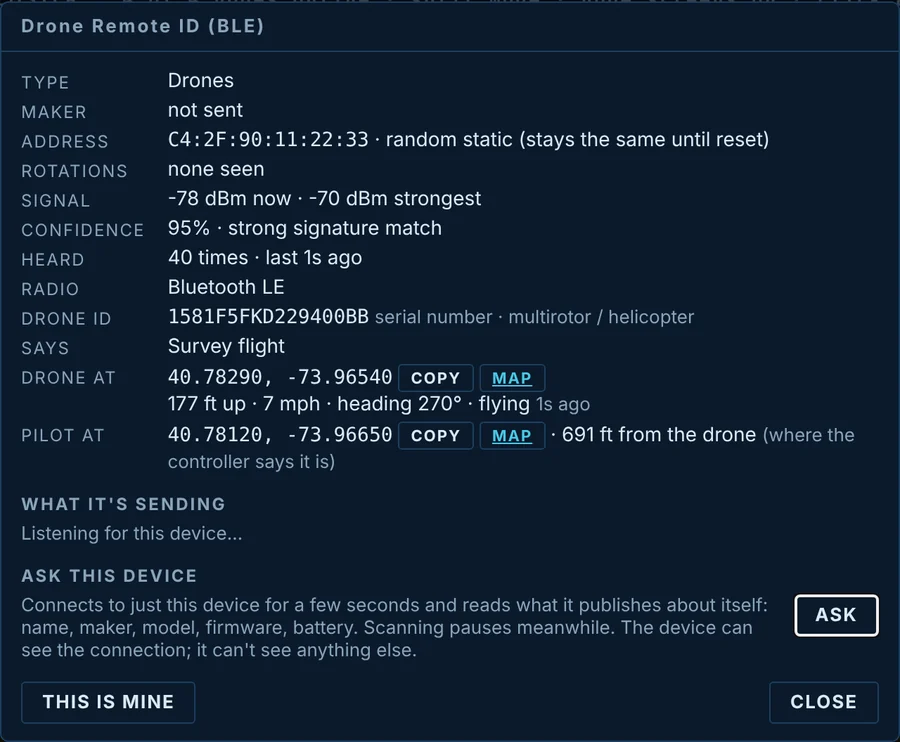 Drone Remote ID (BLE)
TYPE Drones
MAKER not sent
ADDRESS C4:2F:90:11:22:33 · random static (stays the same until reset)
ROTATIONS none seen
SIGNAL -78 dBm now · -70 dBm strongest
CONFIDENCE 95% · strong signature match
HEARD 40 times · last 1s ago
RADIO Bluetooth LE
DRONE ID 1581F5FKD229400BB serial number · multirotor / helicopter
SAYS Survey flight
DRONE AT 40.78290, -73.96540 COPY MAP
177 ft up · 7 mph · heading 270° · flying 1s ago
PILOT AT 40.78120, -73.96650 COPY MAP · 691 ft from the drone (where the
controller says it is)
WHAT IT'S SENDING
Listening for this device...
ASK THIS DEVICE
Connects to just this device for a few seconds and reads what it publishes about itself:
name, maker, model, firmware, battery. Scanning pauses meanwhile. The device can
see the connection; it can't see anything else.
ASK
THIS IS MINE
CLOSE